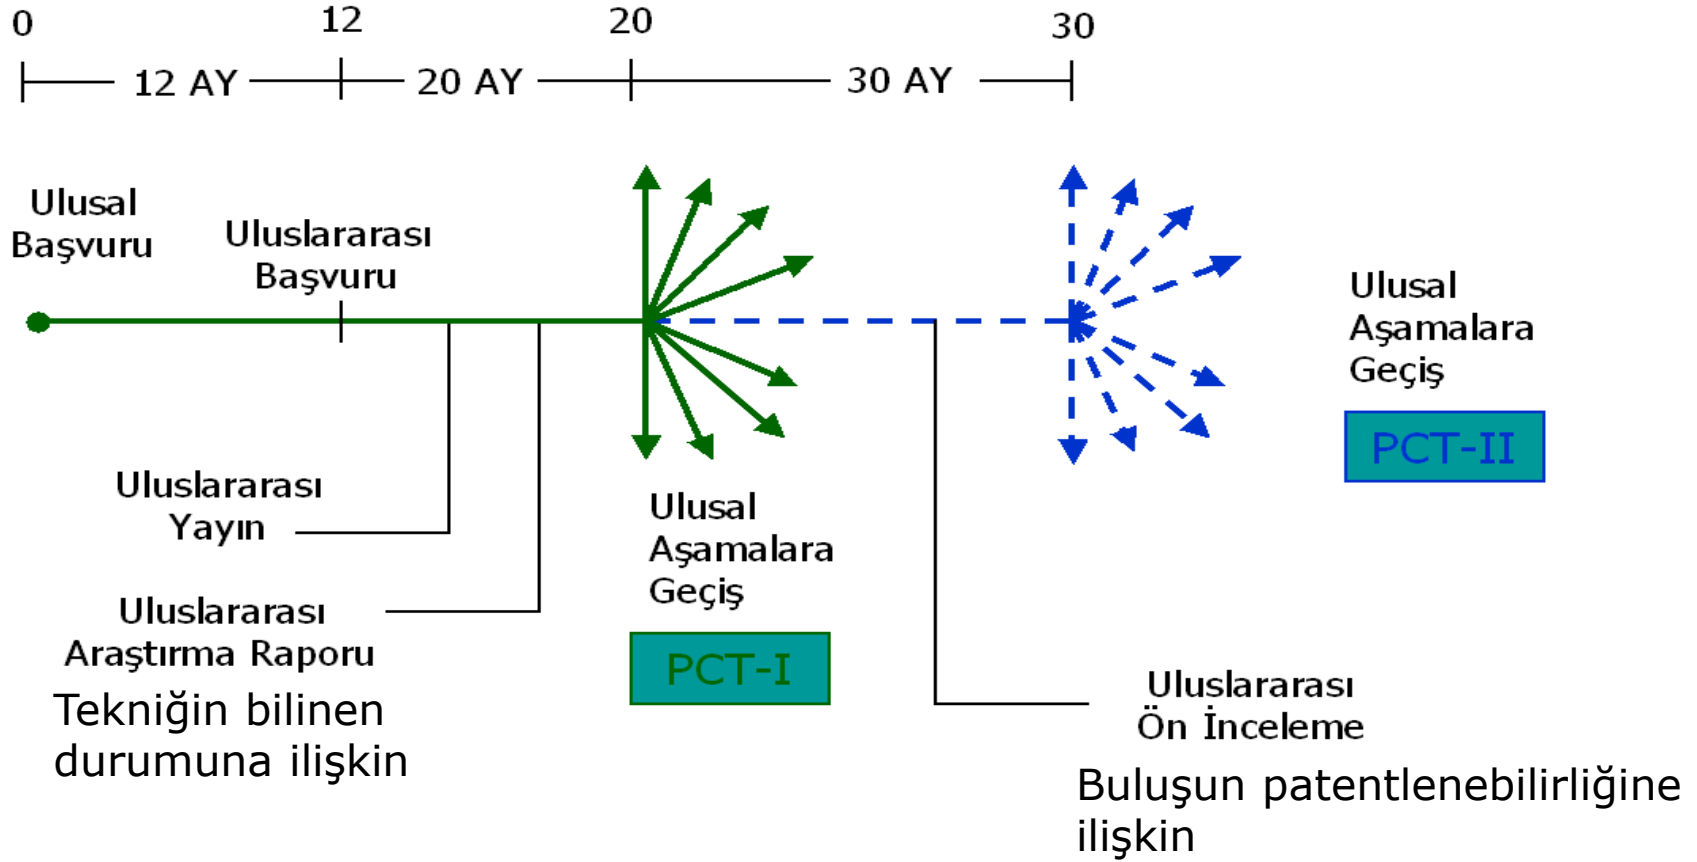 0
12
20
30
12 AY
20 AY
30 AY
Ulusal
Başvuru
Uluslararası
Başvuru
Ulusal
Aşamalara
Geçiş
PCT-II
Uluslararası
Yayın
Ulusal
Aşamalara
Geçiş
PCT-I
Uluslararası
Araştırma Raporu
Tekniğin bilinen
durumuna ilişkin
Uluslararası
Ön İnceleme
Buluşun patentlenebilirliğine
ilişkin